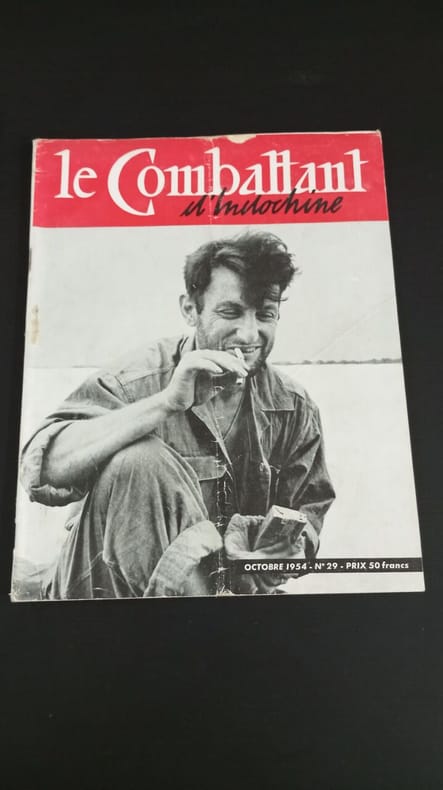 le Combattant
d'Indochine
OCTOBRE 1954 - N° 29 - PRIX 50 francs